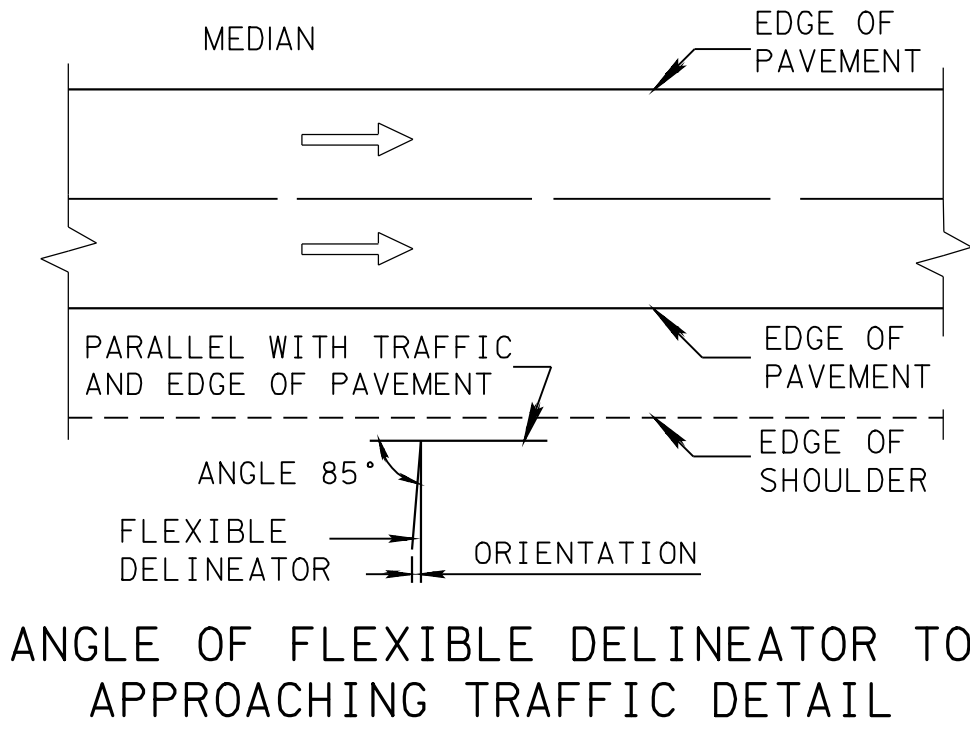 MEDIAN
EDGE OF
PAVEMENT
EDGE OF
PAVEMENT
PARALLEL WITH TRAFFIC
AND EDGE OF PAVEMENT
EDGE OF
SHOULDER
ANGLE 85°
FLEXIBLE
DELINEATOR
ORIENTATION
ANGLE OF FLEXIBLE DELINEATOR TO
APPROACHING TRAFFIC DETAIL